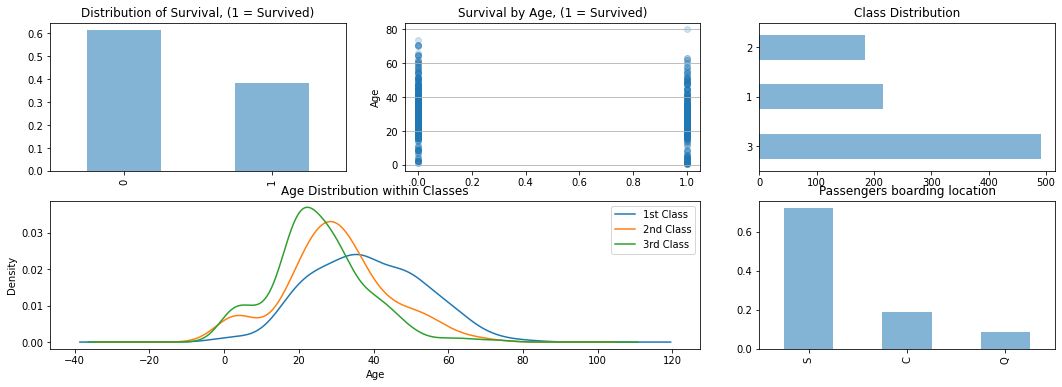 Distribution of Survival, (1 = Survived)
0.6
0.5
0.4
0.3
0.2
0.1
0.0
0
1
Survival by Age, (1 = Survived)
Age
80
60
40
20
0
0.0 0.2 0.4 0.6 0.8 1.0
Class Distribution
2
1
3
0 100 200 300 400 500
Age Distribution within Classes
Density
0.03
0.02
0.01
0.00
1st Class
2nd Class
3rd Class
−40 −20 0 20 40 60 80 100 120
Age
Passengers boarding location
0.6
0.4
0.2
0.0
S
C
Q